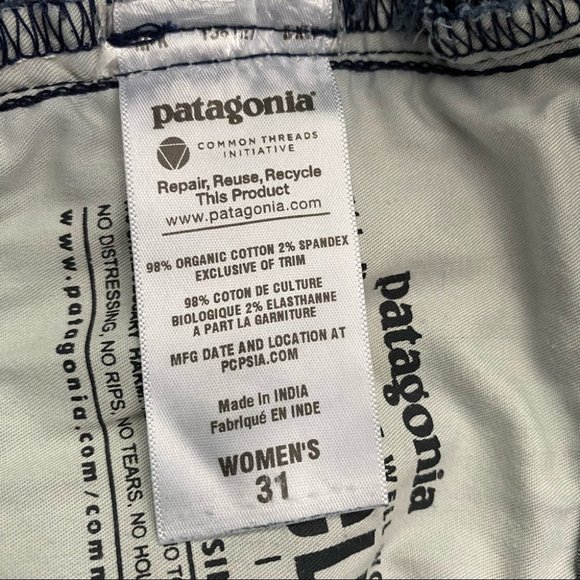 patagonia®
COMMON THREADS
INITIATIVE
Repair, Reuse, Recycle
This Product
www.patagonia.com
98% ORGANIC COTTON 2% SPANDEX
EXCLUSIVE OF TRIM
98% COTON DE CULTURE
BIOLOGIQUE 2% ELASTHANNE
A PART LA GARNITURE
MFG DATE AND LOCATION AT
PCPSIA.COM
Made in INDIA
Fabriqué EN INDE
WOMEN'S
31
patagonia
NO DISTRESSING, NO RIPS, NO TEARS, NO
www.patagonia.com/comm